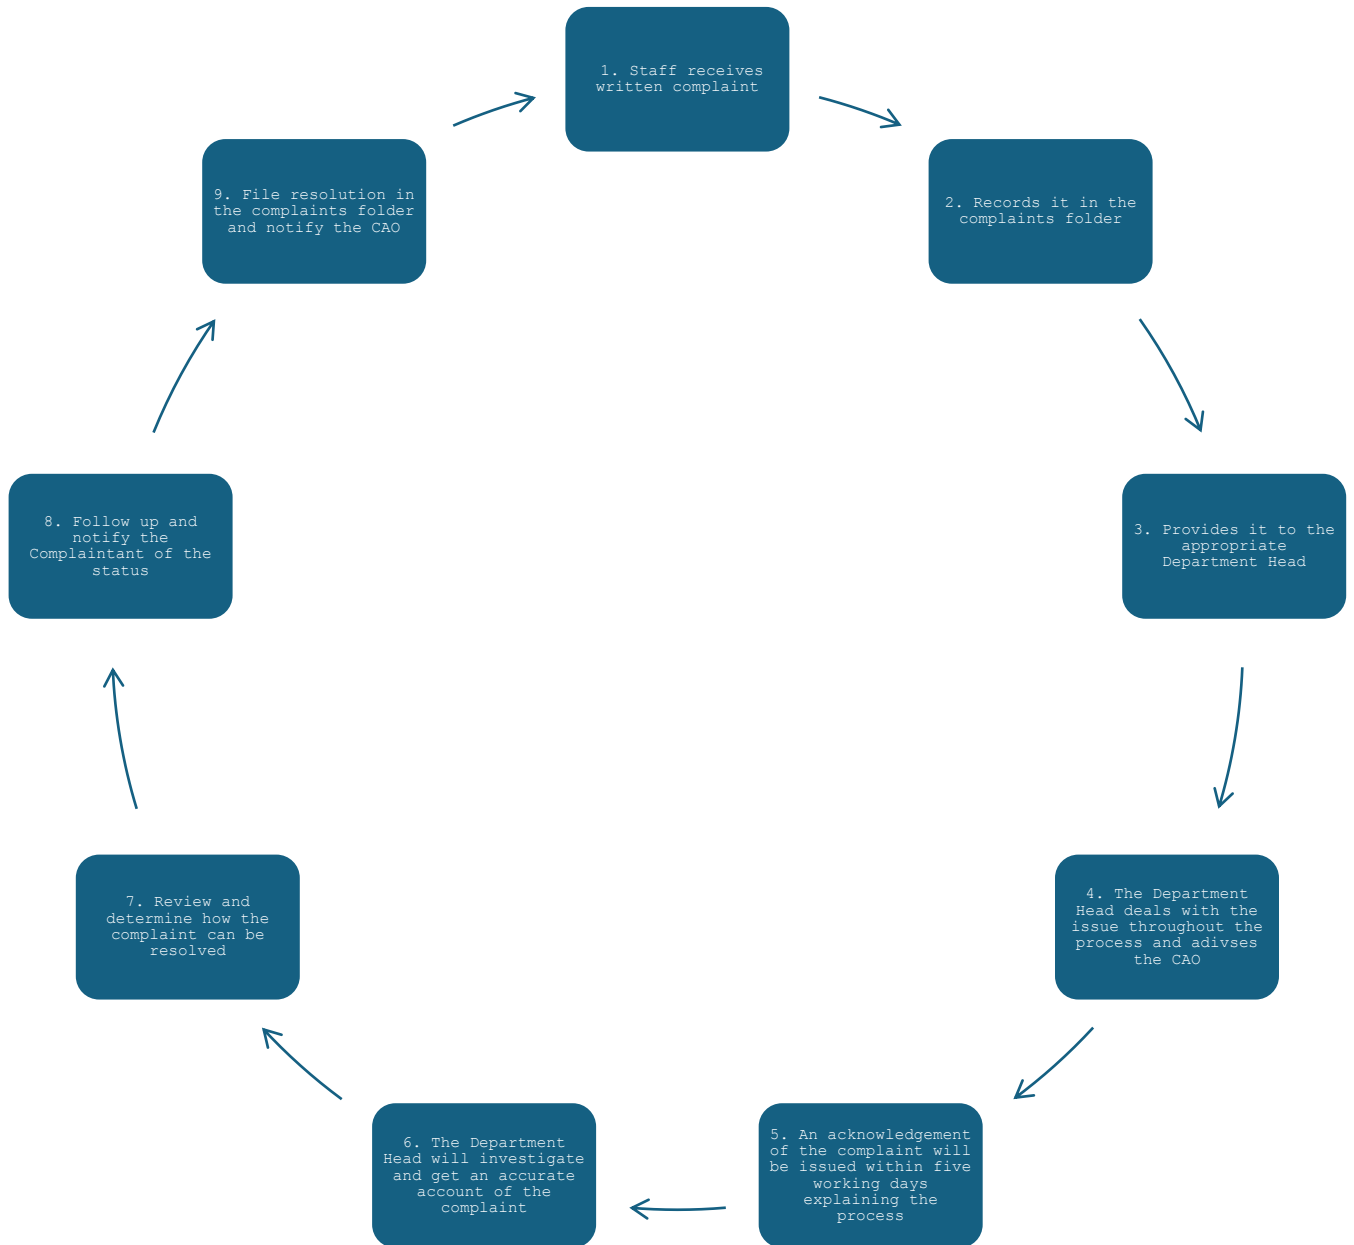 1. Staff receives
written complaint
2. Records it in the
complaints folder
3. Provides it to the
appropriate
Department Head
4. The Department
Head deals with the
issue throughout the
process and adivses
the CAO
5. An acknowledgement
of the complaint will
be issued within five
working days
explaining the
process
6. The Department
Head will investigate
and get an accurate
account of the
complaint
7. Review and
determine how the
complaint can be
resolved
8. Follow up and
notify the
Complaintant of the
status
9. File resolution in
the complaints folder
and notify the CAO